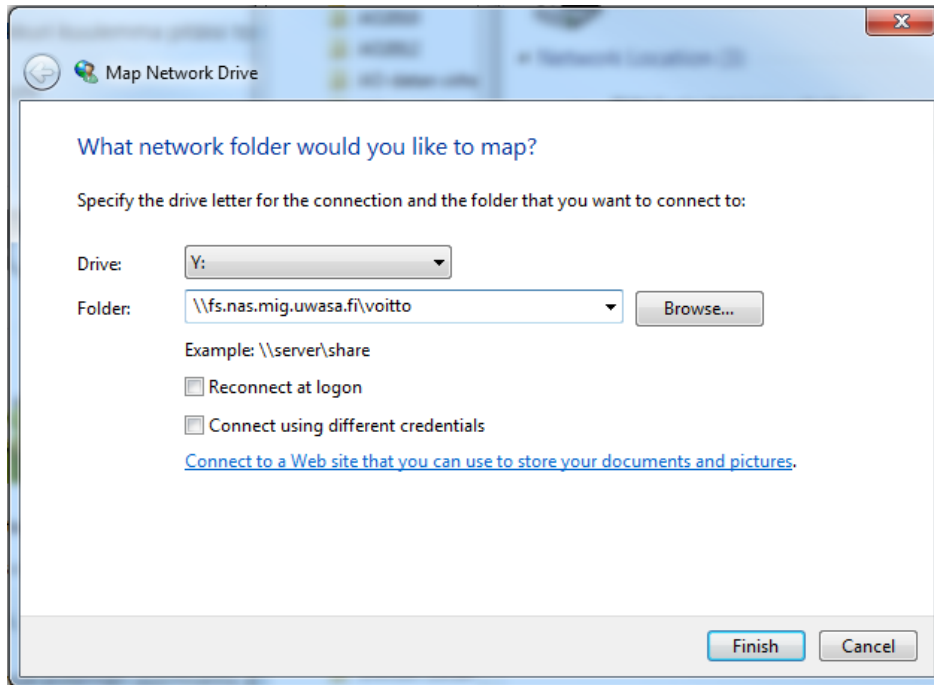 Network Location (3)
Map Network Drive
What network folder would you like to map?
Specify the drive letter for the connection and the folder that you want to connect to:
Drive: Y:
Folder: \\fs.nas.mig.uwasa.fi\voitto Browse...
Example: \\server\share
Reconnect at logon
Connect using different credentials
Connect to a Web site that you can use to store your documents and pictures.
Finish Cancel